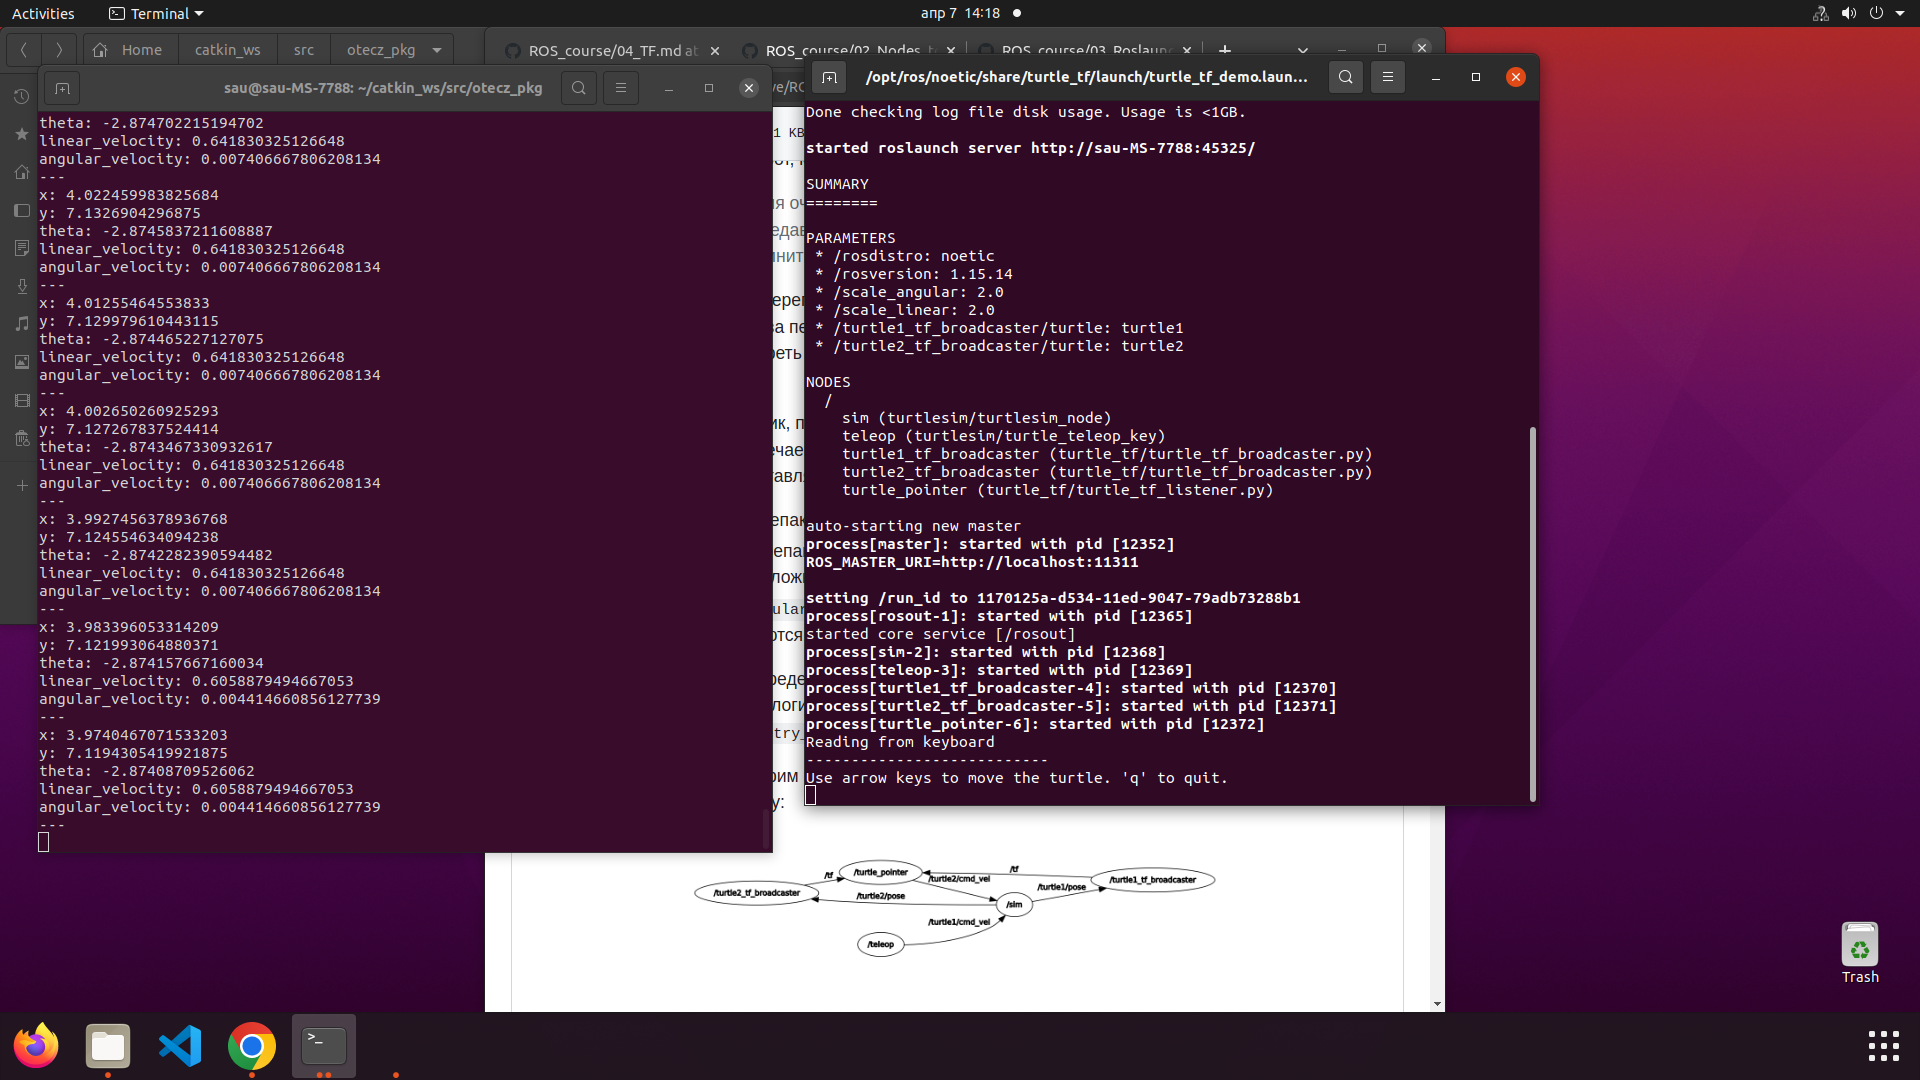 Activities
Terminal
апр 7 14:18
Home
catkin_ws
src
otecz_pkg
ROS_course/04_TF.md at
ROS_course/02_Nodes_t
ROS_course/03_Roslaunc
sau@sau-MS-7788: ~/catkin_ws/src/otecz_pkg
theta: -2.874702215194702
linear_velocity: 0.641830325126648
angular_velocity: 0.007406667806208134
---
x: 4.022459983825684
y: 7.1326904296875
theta: -2.8745837211608887
linear_velocity: 0.641830325126648
angular_velocity: 0.007406667806208134
---
x: 4.01255464553833
y: 7.129979610443115
theta: -2.874465227127075
linear_velocity: 0.641830325126648
angular_velocity: 0.007406667806208134
---
x: 4.002650260925293
y: 7.127267837524414
theta: -2.8743467330932617
linear_velocity: 0.641830325126648
angular_velocity: 0.007406667806208134
---
x: 3.9927456378936768
y: 7.124554634094238
theta: -2.8742282390594482
linear_velocity: 0.641830325126648
angular_velocity: 0.007406667806208134
---
x: 3.983396053314209
y: 7.121993064880371
theta: -2.874157667160034
linear_velocity: 0.6058879494667053
angular_velocity: 0.004414660856127739
---
x: 3.9740467071533203
y: 7.1194305419921875
theta: -2.87408709526062
linear_velocity: 0.6058879494667053
angular_velocity: 0.004414660856127739
---
/opt/ros/noetic/share/turtle_tf/launch/turtle_tf_demo.laun...
Done checking log file disk usage. Usage is <1GB.
started roslaunch server http://sau-MS-7788:45325/
SUMMARY
========
PARAMETERS
* /rosdistro: noetic
* /rosversion: 1.15.14
* /scale_angular: 2.0
* /scale_linear: 2.0
* /turtle1_tf_broadcaster/turtle: turtle1
* /turtle2_tf_broadcaster/turtle: turtle2
NODES
/
sim (turtlesim/turtlesim_node)
teleop (turtlesim/turtle_teleop_key)
turtle1_tf_broadcaster (turtle_tf/turtle_tf_broadcaster.py)
turtle2_tf_broadcaster (turtle_tf/turtle_tf_broadcaster.py)
turtle_pointer (turtle_tf/turtle_tf_listener.py)
auto-starting new master
process[master]: started with pid [12352]
ROS_MASTER_URI=http://localhost:11311
setting /run_id to 1170125a-d534-11ed-9047-79adb73288b1
process[rosout-1]: started with pid [12365]
started core service [/rosout]
process[sim-2]: started with pid [12368]
process[teleop-3]: started with pid [12369]
process[turtle1_tf_broadcaster-4]: started with pid [12370]
process[turtle2_tf_broadcaster-5]: started with pid [12371]
process[turtle_pointer-6]: started with pid [12372]
Reading from keyboard
---------------------------
Use arrow keys to move the turtle. 'q' to quit.
/turtle2_tf_broadcaster
/tf
/turtle_pointer
/turtle2/cmd_vel
/tf
/turtle1_tf_broadcaster
/turtle2/pose
/turtle1/pose
/sim
/turtle1/cmd_vel
/teleop
Trash